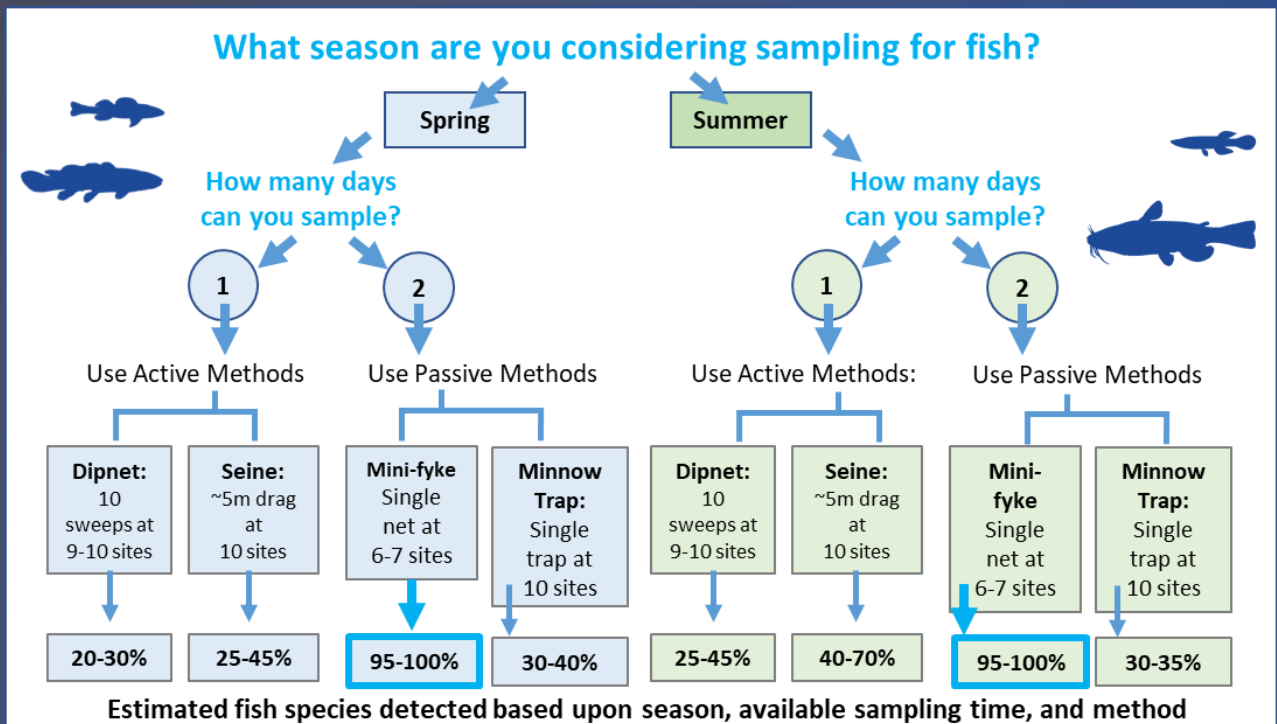 What season are you considering sampling for fish?
Spring
Summer
How many days
can you sample?
How many days
can you sample?
1
2
1
2
Use Active Methods
Use Passive Methods
Use Active Methods:
Use Passive Methods
Dipnet:
10
sweeps at
9-10 sites
Seine:
~5m drag
at
10 sites
Mini-fyke
Single
net at
6-7 sites
Minnow
Trap:
Single
trap at
10 sites
Dipnet:
10
sweeps at
9-10 sites
Seine:
~5m drag
at
10 sites
Mini-
fyke
Single
net at
6-7 sites
Minnow
Trap:
Single
trap at
10 sites
20-30%
25-45%
95-100%
30-40%
25-45%
40-70%
95-100%
30-35%
Estimated fish species detected based upon season, available sampling time, and method